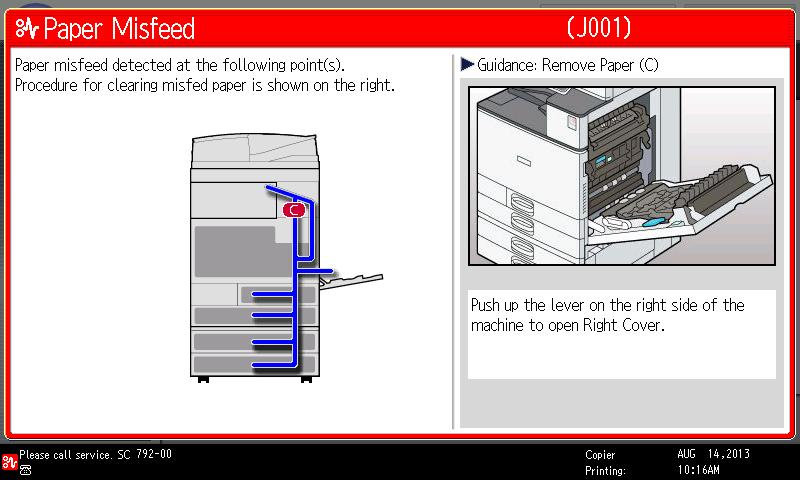 Paper Misfeed (J001)
Paper misfeed detected at the following point(s).
Procedure for clearing misfed paper is shown on the right.
C
Guidance: Remove Paper (C)
Push up the lever on the right side of the
machine to open Right Cover.
Please call service. SC 792-00
Copier AUG 14,2013
Printing: 10:16AM